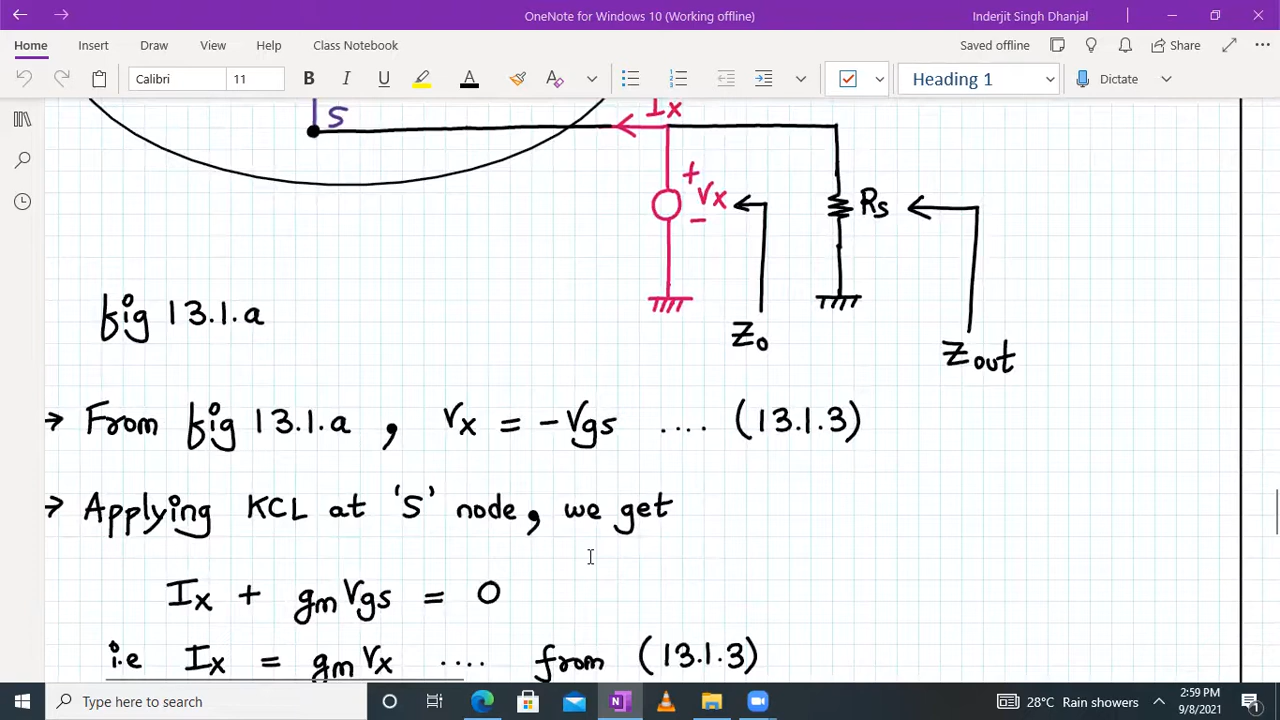 OneNote for Windows 10 (Working offline)
Inderjit Singh Dhanjal
Home Insert Draw View Help Class Notebook
Saved offline
Share
Calibri 11 B I U A Heading 1 Dictate
S
Ix
+
Vx
-
Rs
Zo
Zout
fig 13.1.a
→ From fig 13.1.a, Vx = -Vgs .... (13.1.3)
→ Applying KCL at 'S' node, we get
Ix + gmVgs = 0
i.e Ix = gmVx .... from (13.1.3)
Type here to search
28°C Rain showers
2:59 PM
9/8/2021
1